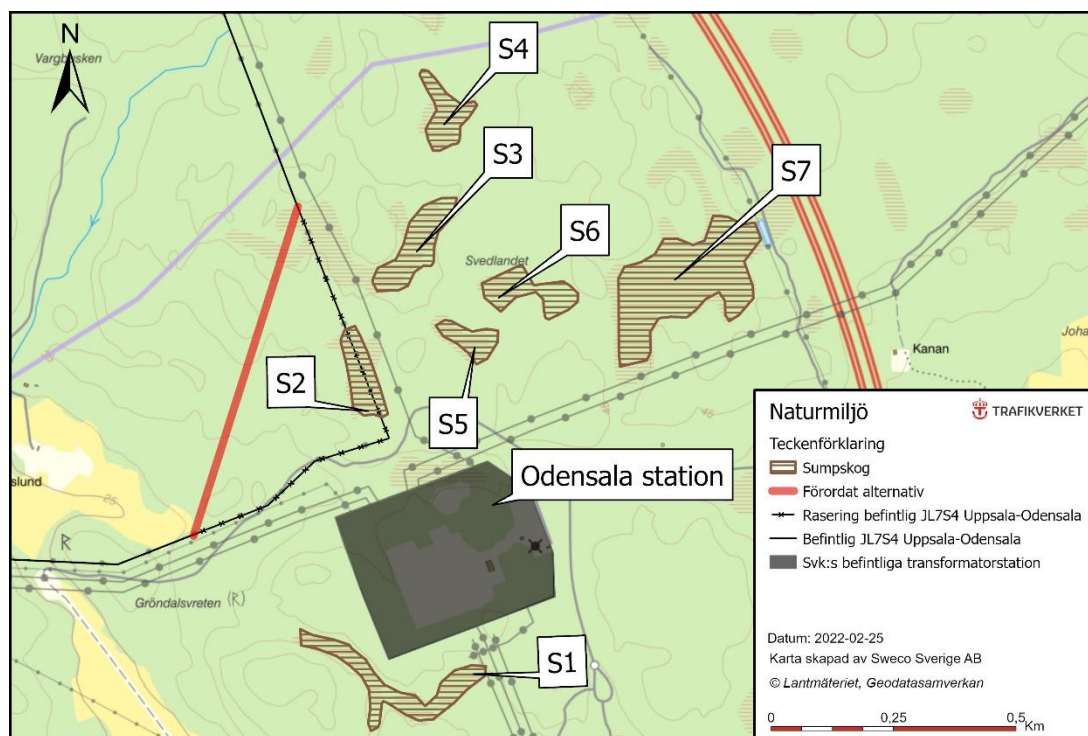 N
Vargbacken
S4
S3
S7
S6
Svedlandet
S2
S5
Kanan
Joha
45
Odensala station
slund
25
R
Gröndalsvreten (R)
S1
Naturmiljö
TRAFIKVERKET
Teckenförklaring
Sumpskog
Förordat alternativ
Rasering befintlig JL7S4 Uppsala-Odensala
Befintlig JL7S4 Uppsala-Odensala
Svk:s befintliga transformatorstation
Datum: 2022-02-25
Karta skapad av Sweco Sverige AB
© Lantmäteriet, Geodatasamverkan
0 0,25 0,5
Km